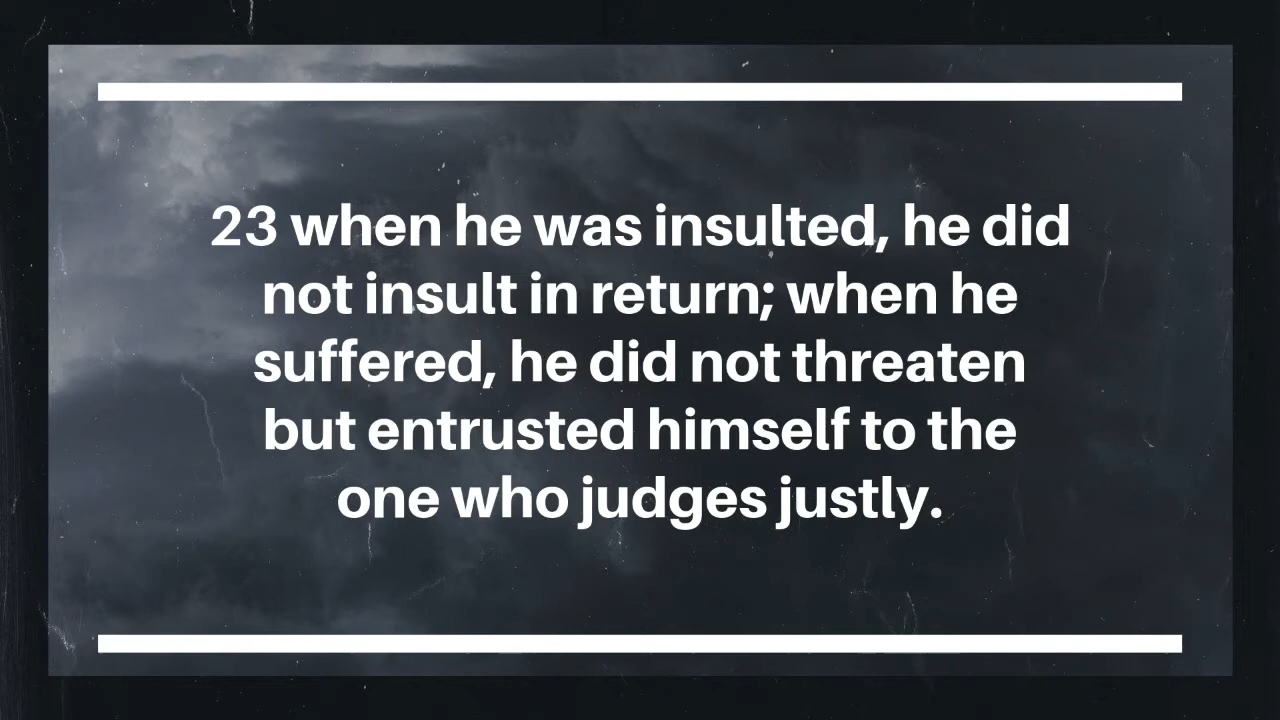 23 when he was insulted, he did
not insult in return; when he
suffered, he did not threaten
but entrusted himself to the
one who judges justly.